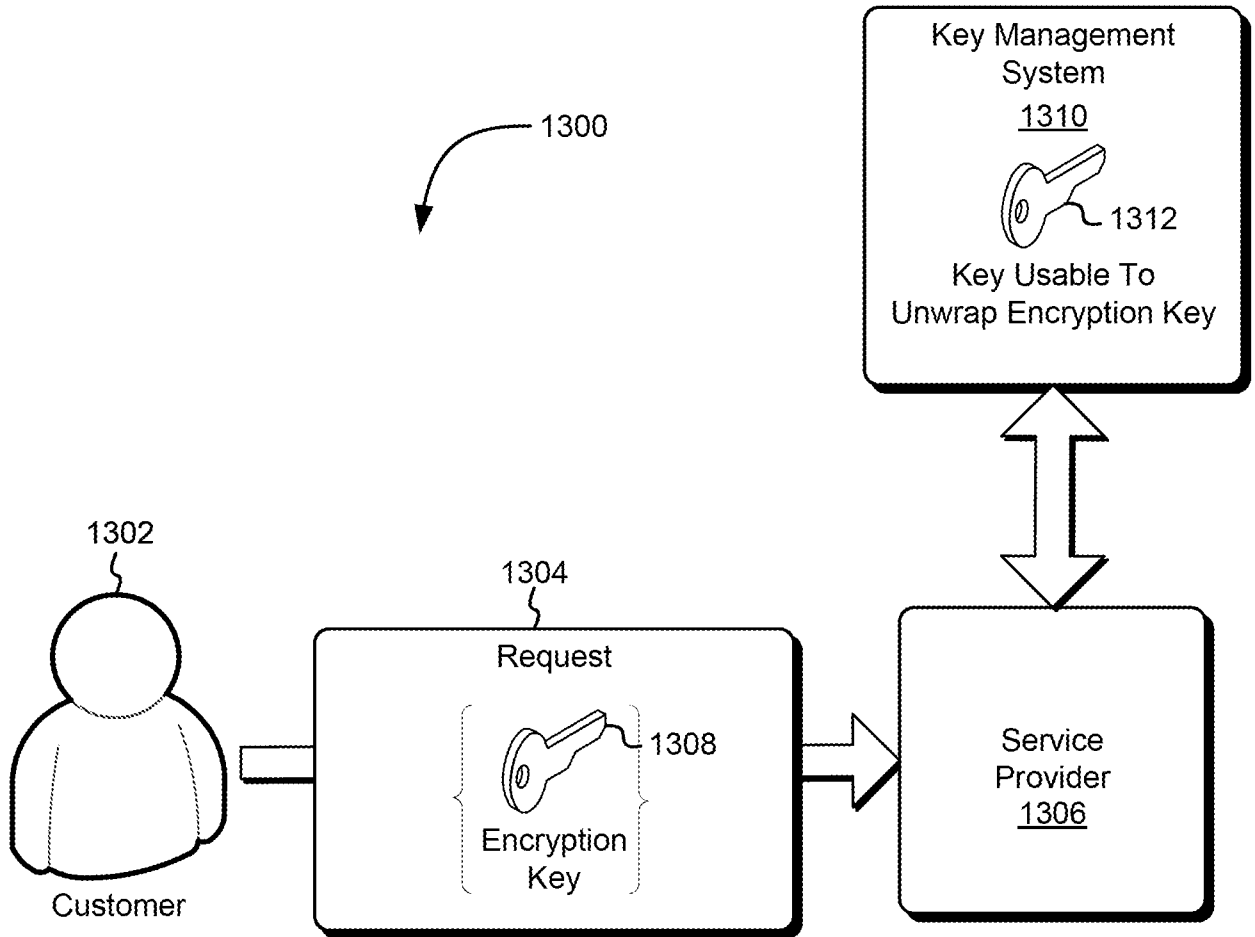 Key Management
System
1310
1300
1312
Key Usable To
Unwrap Encryption Key
1302
1304
Request
1308
Encryption
Key
Service
Provider
1306
Customer